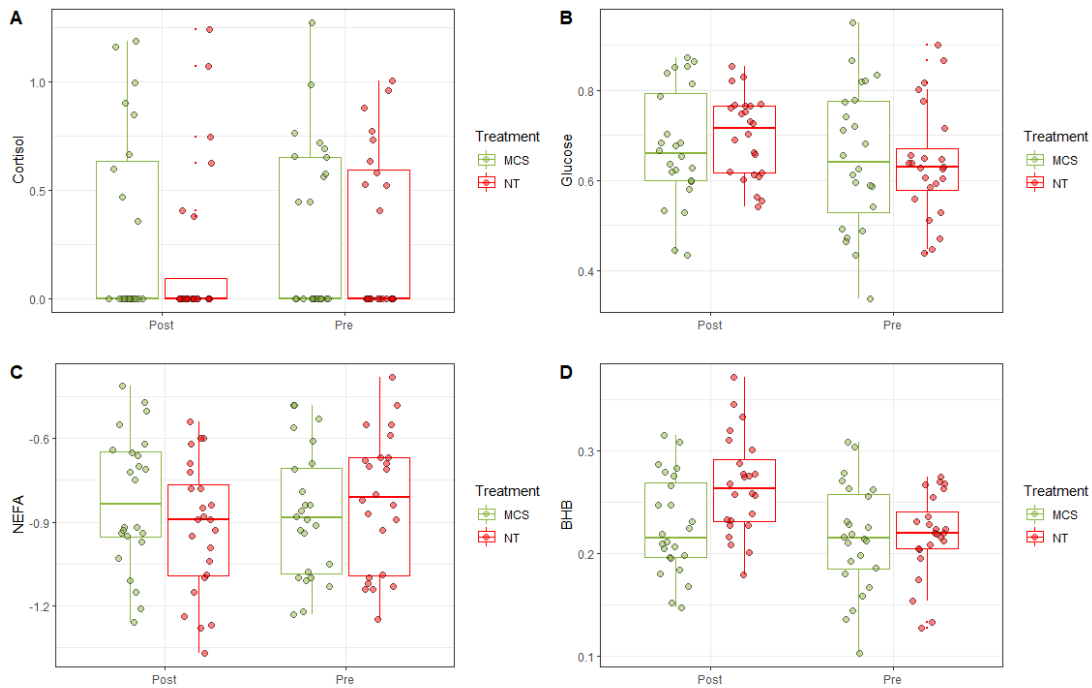 A
Cortisol
1.0
0.5
0.0
Post
Pre
Treatment
MCS
NT
B
Glucose
0.8
0.6
0.4
Post
Pre
Treatment
MCS
NT
C
NEFA
-0.6
-0.9
-1.2
Post
Pre
Treatment
MCS
NT
D
BHB
0.3
0.2
0.1
Post
Pre
Treatment
MCS
NT